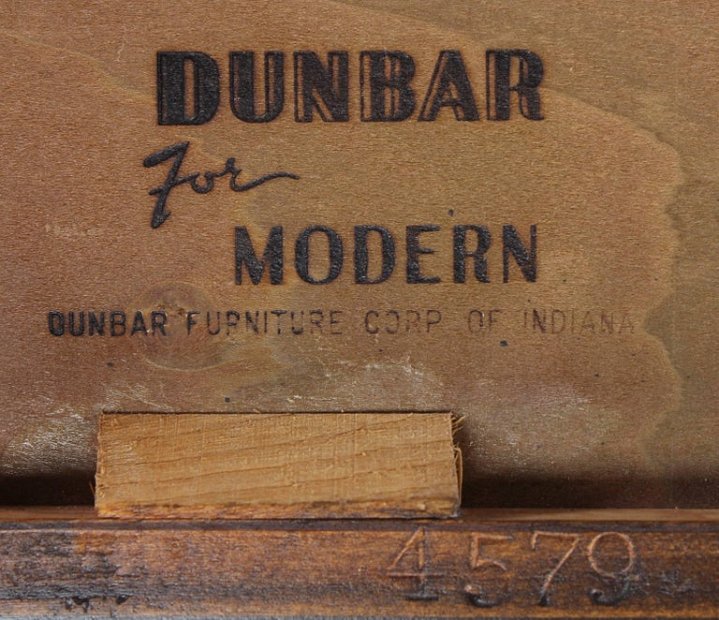 DUNBAR
For
MODERN
DUNBAR FURNITURE CORP OF INDIANA
4579